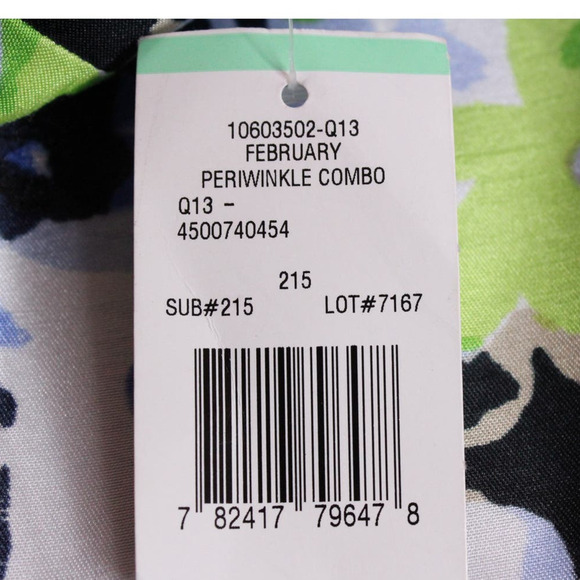 10603502-Q13
FEBRUARY
PERIWINKLE COMBO
Q13 -
4500740454
215
SUB#215 LOT#7167
7 82417 79647 8